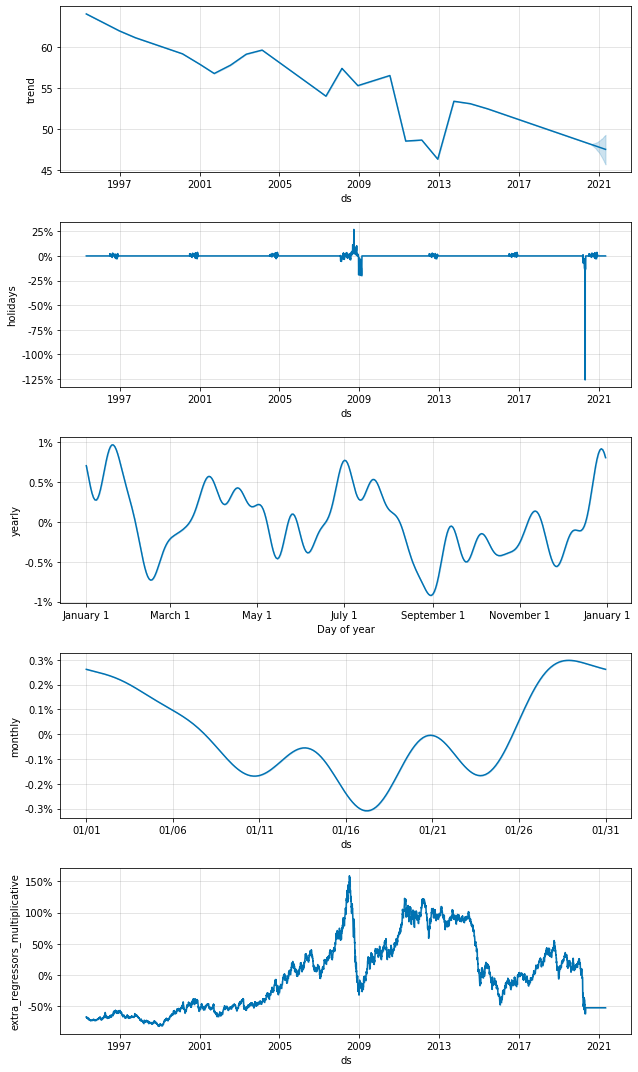 60
55
50
45
trend
1997 2001 2005 2009 2013 2017 2021
ds
25%
0%
-25%
-50%
-75%
-100%
-125%
holidays
1997 2001 2005 2009 2013 2017 2021
ds
1%
0.5%
0%
-0.5%
-1%
yearly
January 1 March 1 May 1 July 1 September 1 November 1 January 1
Day of year
0.3%
0.2%
0.1%
0%
-0.1%
-0.2%
-0.3%
monthly
01/01 01/06 01/11 01/16 01/21 01/26 01/31
ds
150%
100%
50%
0%
-50%
extra_regressors_multiplicative
1997 2001 2005 2009 2013 2017 2021
ds